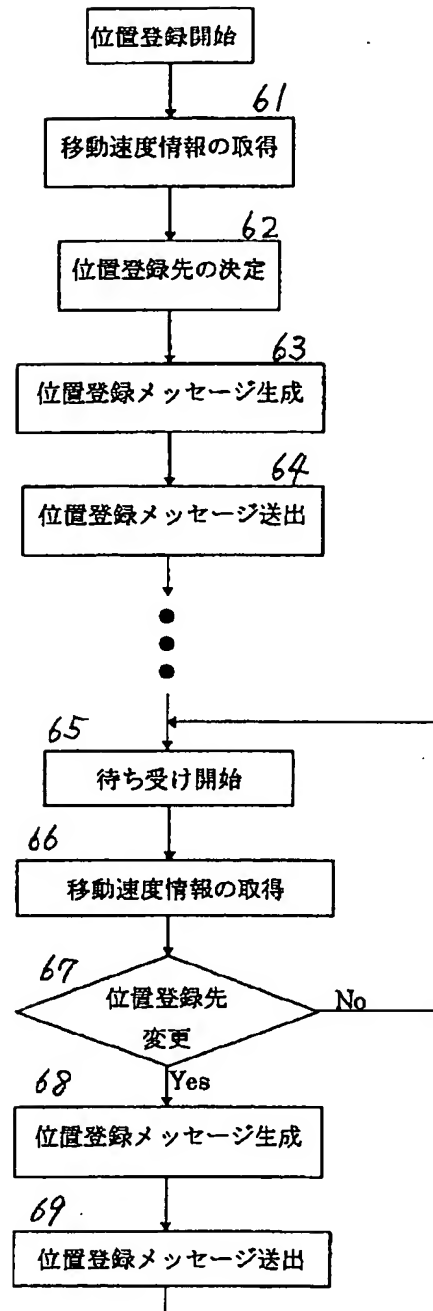 位置登録開始
61
移動速度情報の取得
62
位置登録先の決定
63
位置登録メッセージ生成
64
位置登録メッセージ送出
65
待ち受け開始
66
移動速度情報の取得
67
位置登録先
変更
No
Yes
68
位置登録メッセージ生成
69
位置登録メッセージ送出